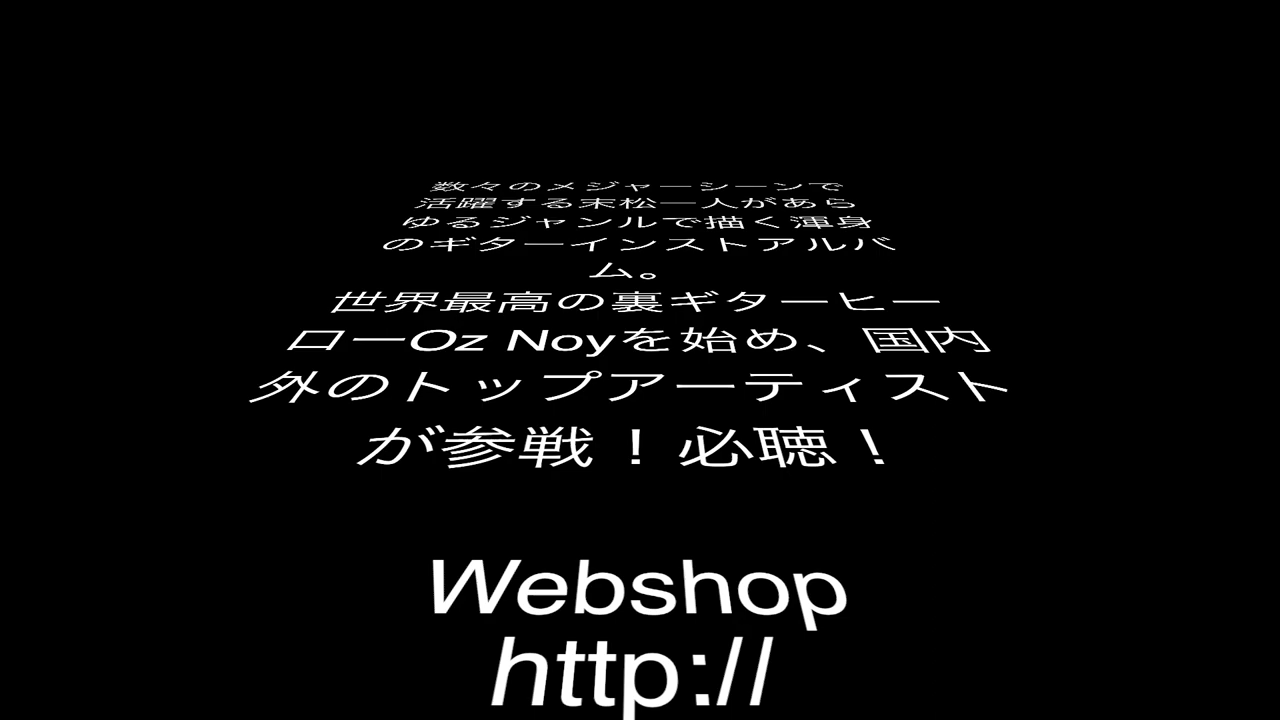 数々のメジャーシーンで
活躍する末松一人があら
ゆるジャンルで描く渾身
のギターインストアルバ
ム。
世界最高の裏ギターヒー
ローOz Noyを始め、国内
外のトップアーティスト
が参戦！必聴！
Webshop
http://